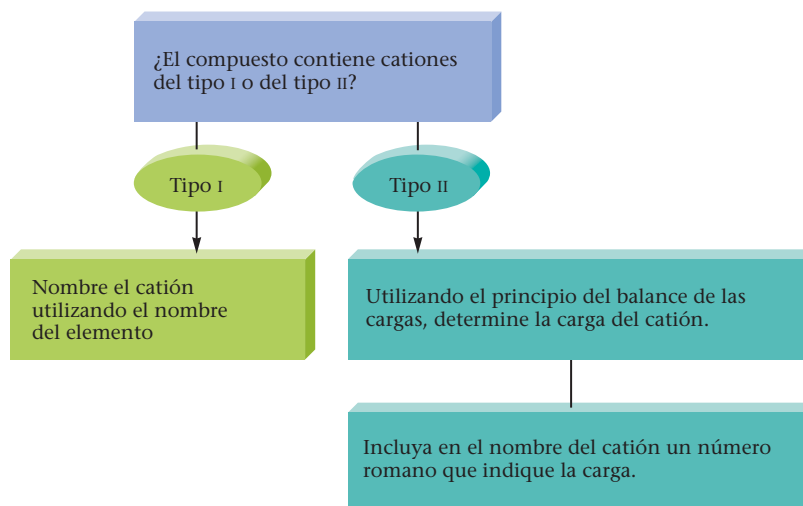 ¿El compuesto contiene cationes
del tipo I o del tipo II?
Tipo I
Tipo II
Nombre el catión
utilizando el nombre
del elemento
Utilizando el principio del balance de las
cargas, determine la carga del catión.
Incluya en el nombre del catión un número
romano que indique la carga.